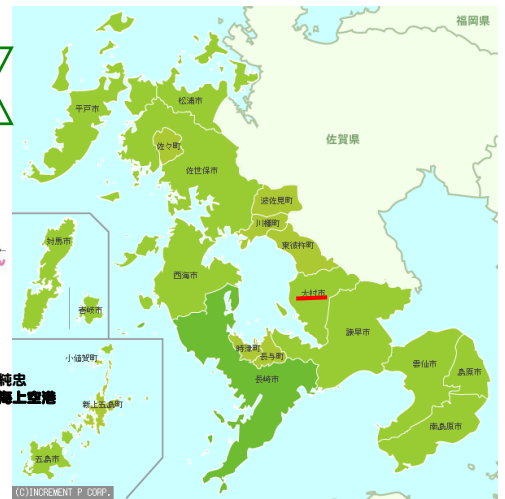 福岡県
佐賀県
松浦市
平戸市
佐々町
佐世保市
波佐見町
川棚町
東彼杵町
対馬市
西海市
大村市
壱岐市
諫早市
時津町
長与町
小値賀町
雲仙市
島原市
長崎市
純忠
海上空港
新上五島町
南島原市
五島市
(C)INCREMENT P CORP.